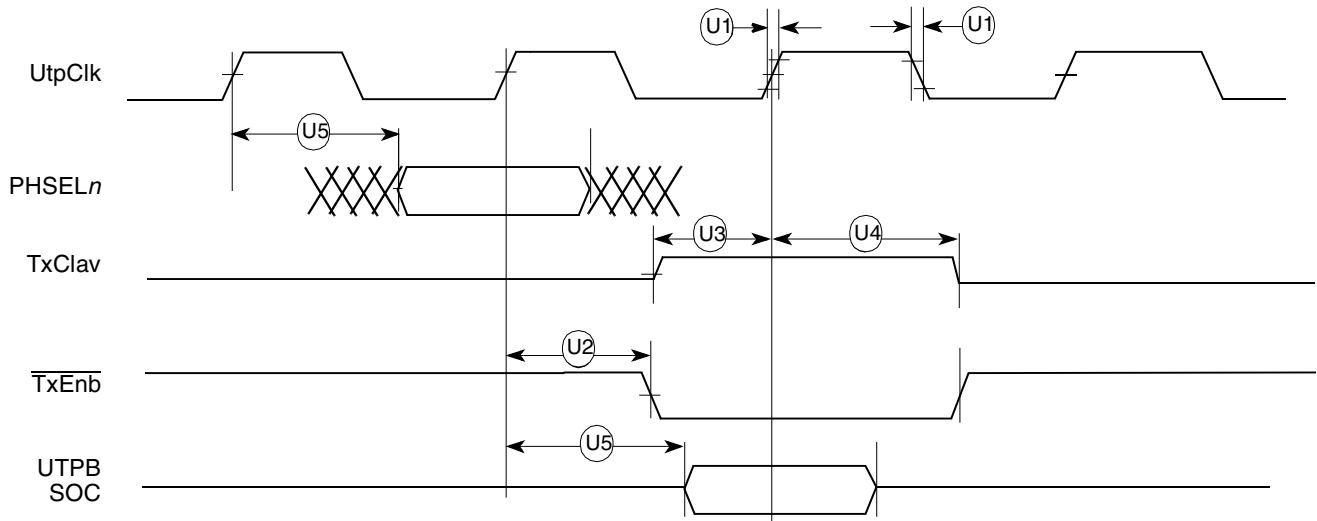 U1
U1
UtpClk
U5
PHSELn
U3
U4
TxClav
U2
TxEnb
U5
UTPB
SOC